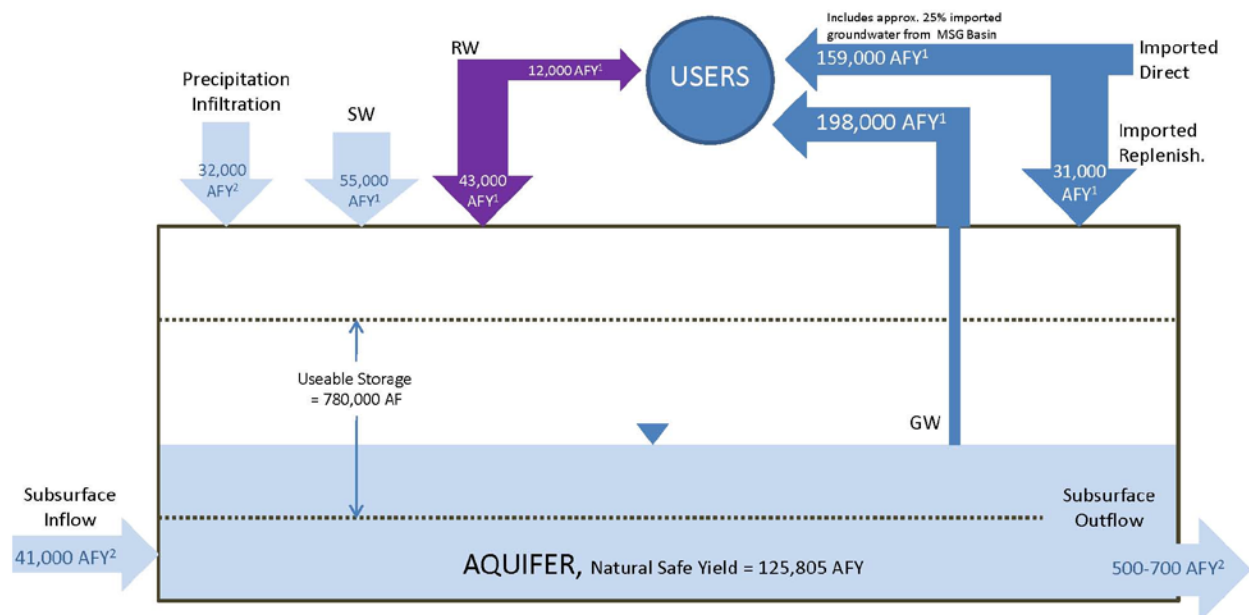 Includes approx. 25% imported
groundwater from MSG Basin
RW
12,000 AFY¹
USERS
159,000 AFY¹
Imported
Direct
Precipitation
Infiltration
SW
198,000 AFY¹
Imported
Replenish.
32,000
AFY²
55,000
AFY¹
43,000
AFY¹
31,000
AFY¹
Useable Storage
= 780,000 AF
GW
Subsurface
Inflow
41,000 AFY²
Subsurface
Outflow
500-700 AFY²
AQUIFER, Natural Safe Yield = 125,805 AFY